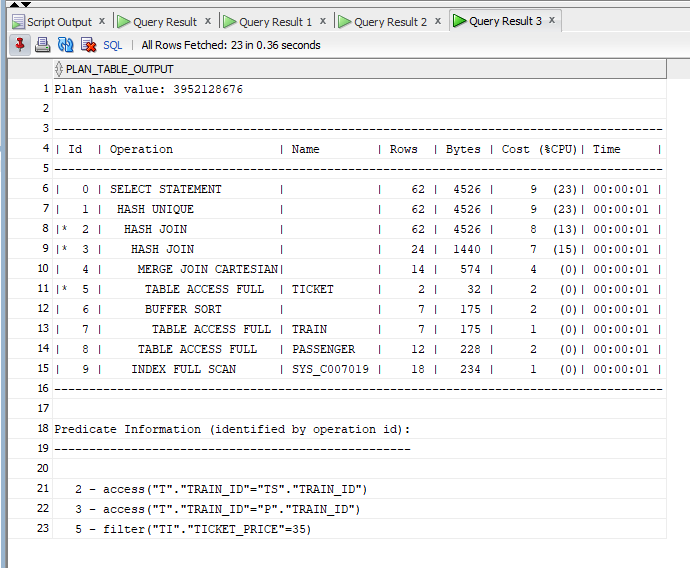 Script Output x Query Result x Query Result 1 x Query Result 2 x Query Result 3 x
SQL | All Rows Fetched: 23 in 0.36 seconds
PLAN_TABLE_OUTPUT
1 Plan hash value: 3952128676
2
3 ---------------------------------------------------------------------------------------
4 | Id  | Operation               | Name        | Rows  | Bytes | Cost (%CPU)| Time     |
5 ---------------------------------------------------------------------------------------
6 |   0 | SELECT STATEMENT        |             |    62 |  4526 |     9  (23)| 00:00:01 |
7 |   1 |  HASH UNIQUE            |             |    62 |  4526 |     9  (23)| 00:00:01 |
8 |*  2 |   HASH JOIN             |             |    62 |  4526 |     8  (13)| 00:00:01 |
9 |*  3 |    HASH JOIN            |             |    24 |  1440 |     7  (15)| 00:00:01 |
10 |   4 |     MERGE JOIN CARTESIAN|             |    14 |   574 |     4   (0)| 00:00:01 |
11 |*  5 |      TABLE ACCESS FULL  | TICKET      |     2 |    32 |     2   (0)| 00:00:01 |
12 |   6 |      BUFFER SORT        |             |     7 |   175 |     2   (0)| 00:00:01 |
13 |   7 |       TABLE ACCESS FULL | TRAIN       |     7 |   175 |     1   (0)| 00:00:01 |
14 |   8 |     TABLE ACCESS FULL   | PASSENGER   |    12 |   228 |     2   (0)| 00:00:01 |
15 |   9 |    INDEX FULL SCAN      | SYS_C007019 |    18 |   234 |     1   (0)| 00:00:01 |
16 ---------------------------------------------------------------------------------------
17
18 Predicate Information (identified by operation id):
19 ---------------------------------------------------
20
21    2 - access("T"."TRAIN_ID"="TS"."TRAIN_ID")
22    3 - access("T"."TRAIN_ID"="P"."TRAIN_ID")
23    5 - filter("TI"."TICKET_PRICE"=35)